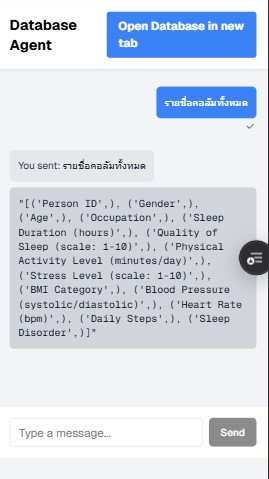 Database
Agent
Open Database in new
tab
รายชื่อคอลัมทั้งหมด
You sent: รายชื่อคอลัมทั้งหมด
"[('Person ID',), ('Gender',),
('Age',), ('Occupation',), ('Sleep
Duration (hours)',), ('Quality of
Sleep (scale: 1-10)',), ('Physical
Activity Level (minutes/day)',),
('Stress Level (scale: 1-10)',),
('BMI Category',), ('Blood Pressure
(systolic/diastolic)',), ('Heart Rate
(bpm)',), ('Daily Steps',), ('Sleep
Disorder',)]"
Type a message...
Send